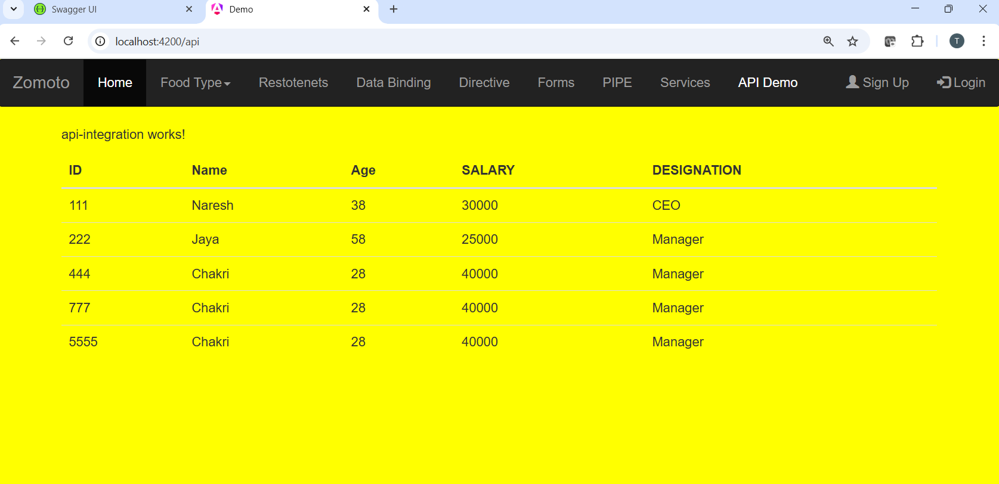 Swagger UI
Demo
localhost:4200/api
T
Zomoto Home Food Type Restotenets Data Binding Directive Forms PIPE Services API Demo Sign Up Login
api-integration works!
ID Name Age SALARY DESIGNATION
111 Naresh 38 30000 CEO
222 Jaya 58 25000 Manager
444 Chakri 28 40000 Manager
777 Chakri 28 40000 Manager
5555 Chakri 28 40000 Manager